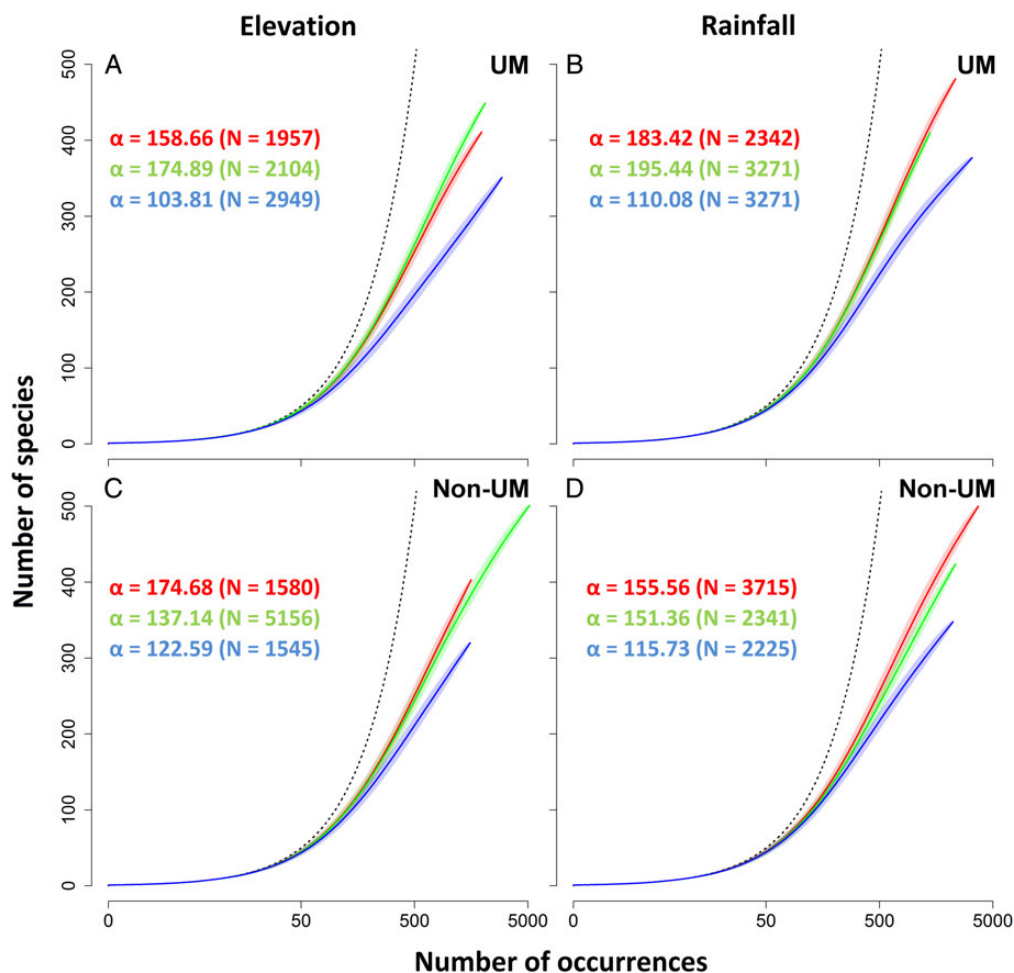 Elevation
Rainfall
A
UM
B
UM
α = 158.66 (N = 1957)
α = 174.89 (N = 2104)
α = 103.81 (N = 2949)
α = 183.42 (N = 2342)
α = 195.44 (N = 3271)
α = 110.08 (N = 3271)
500
400
300
200
100
0
C
Non-UM
D
Non-UM
α = 174.68 (N = 1580)
α = 137.14 (N = 5156)
α = 122.59 (N = 1545)
α = 155.56 (N = 3715)
α = 151.36 (N = 2341)
α = 115.73 (N = 2225)
500
400
300
200
100
0
0 50 500 5000
0 50 500 5000
Number of species
Number of occurrences